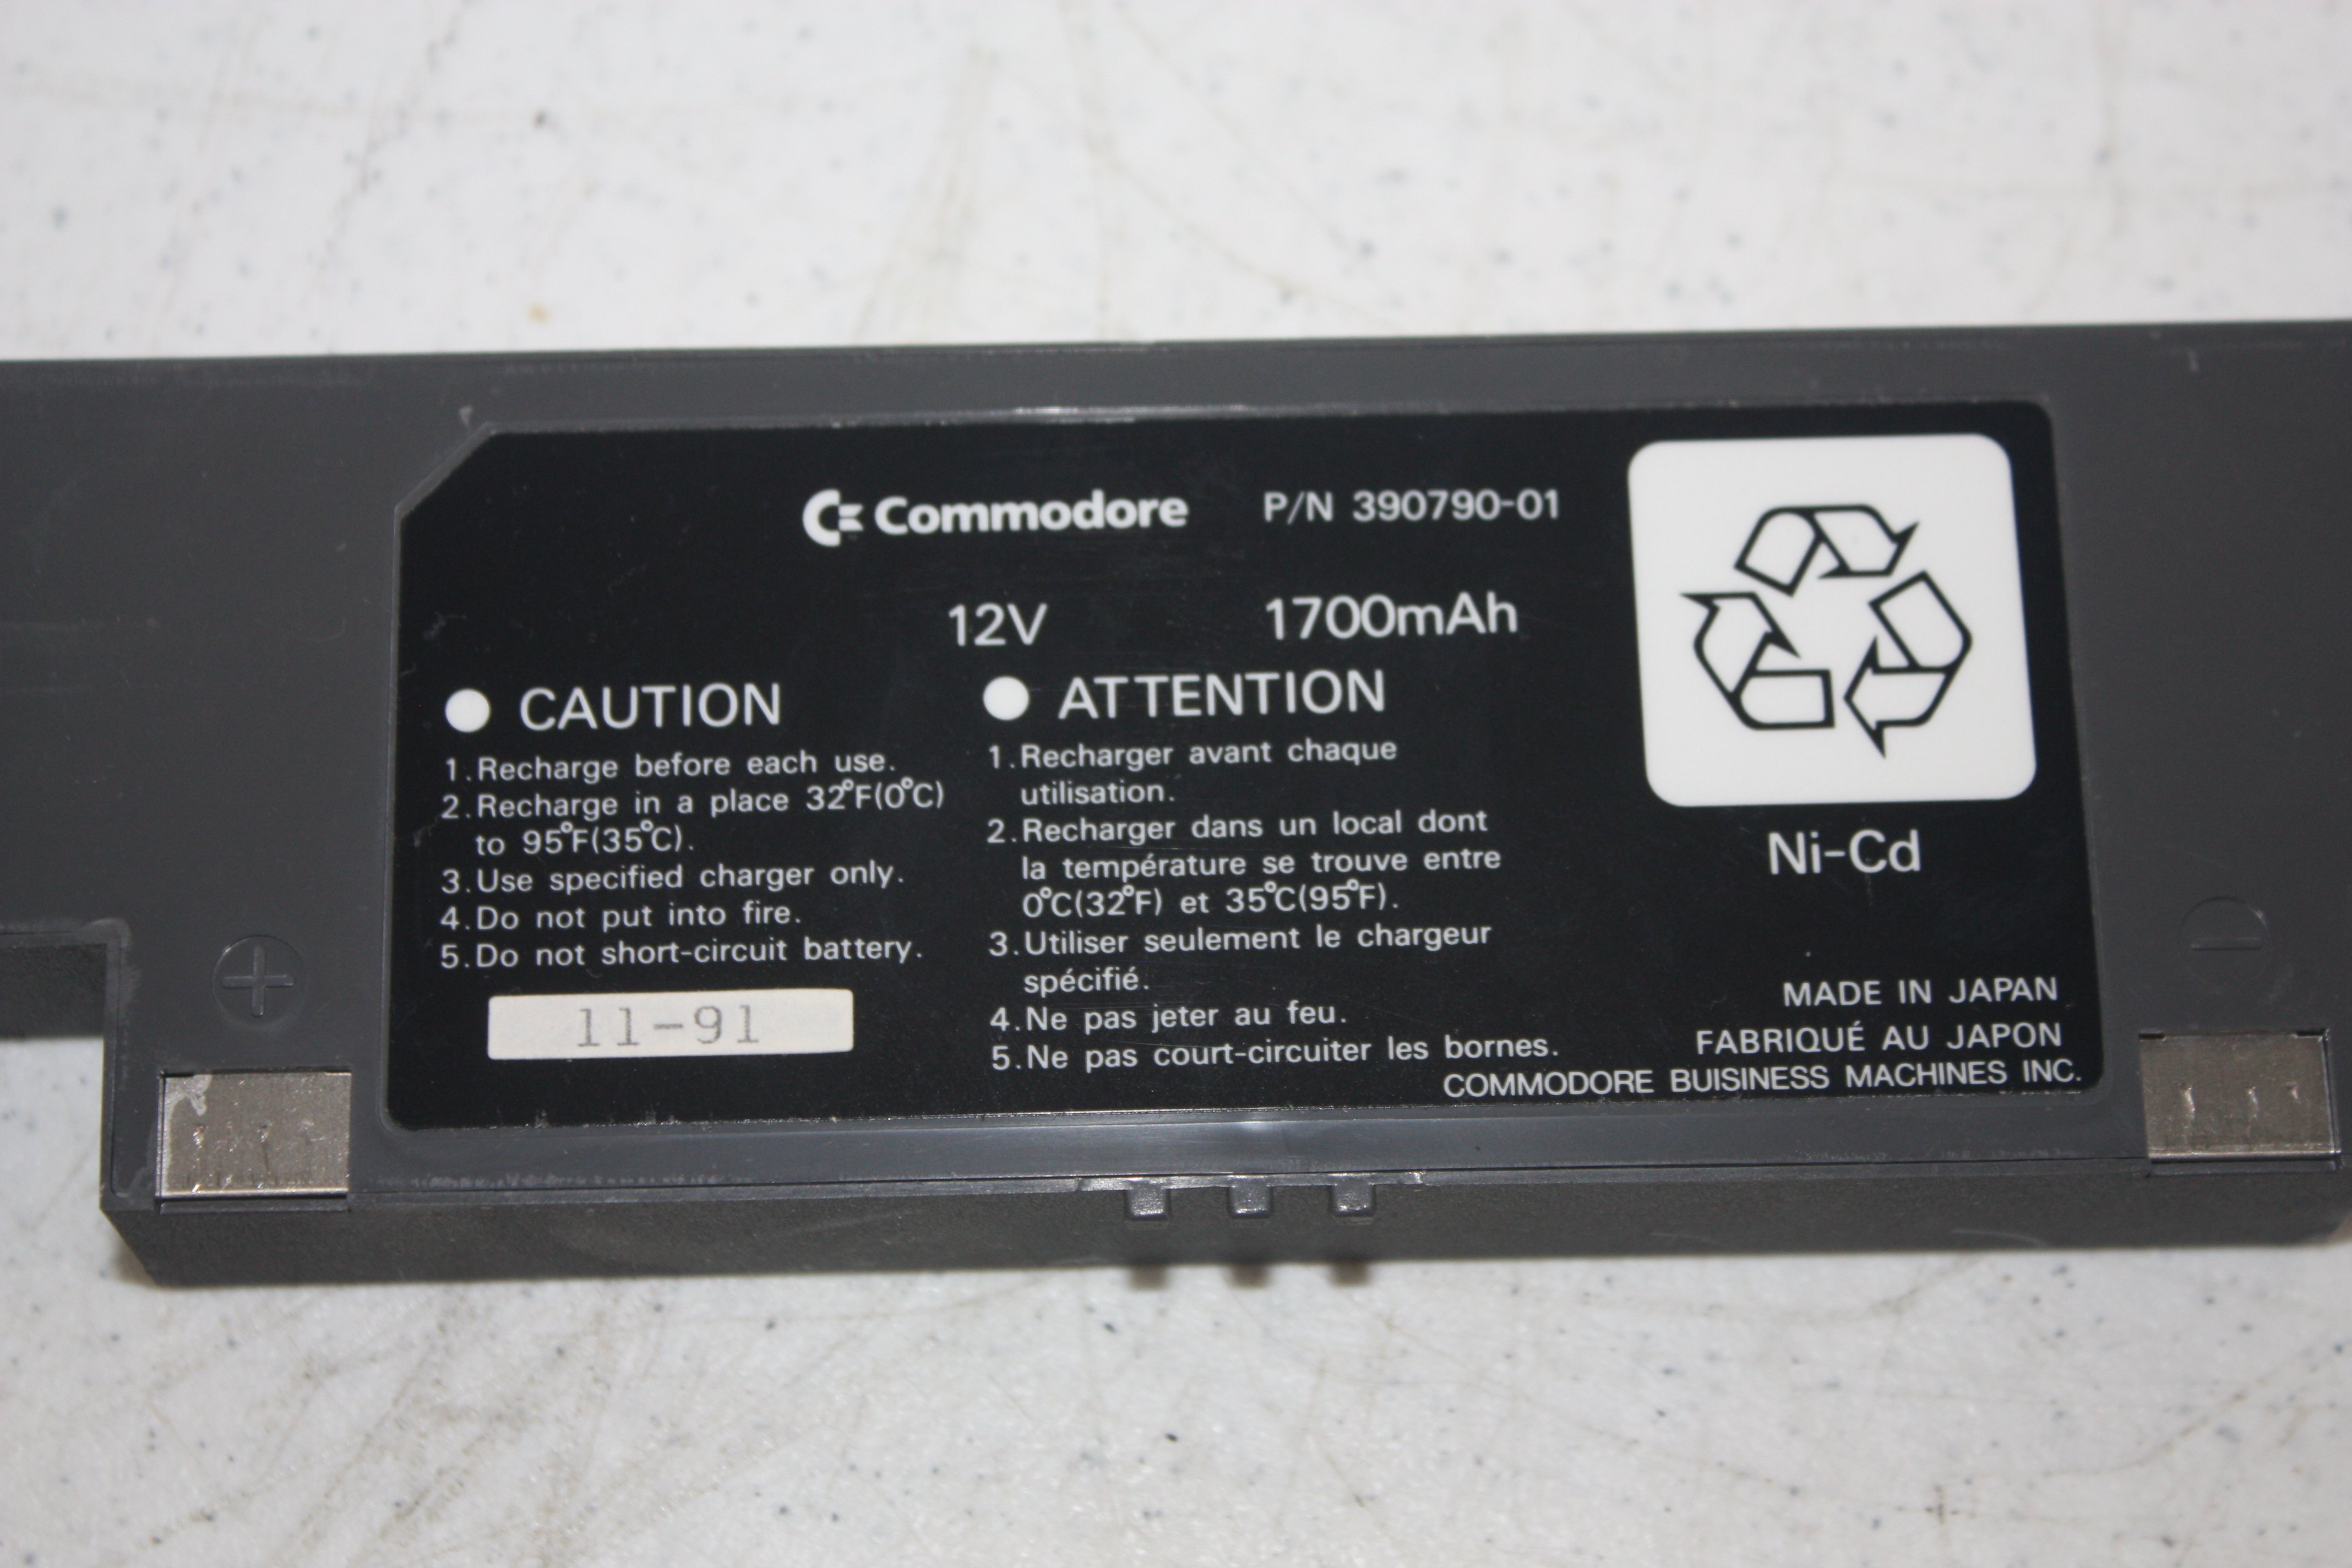 Commodore P/N 390790-01
12V 1700mAh
● CAUTION
1.Recharge before each use.
2.Recharge in a place 32°F(0°C)
to 95°F(35°C).
3.Use specified charger only.
4.Do not put into fire.
5.Do not short-circuit battery.
11-91
● ATTENTION
1.Recharger avant chaque
utilisation.
2.Recharger dans un local dont
la température se trouve entre
0°C(32°F) et 35°C(95°F).
3.Utiliser seulement le chargeur
spécifié.
4.Ne pas jeter au feu.
5.Ne pas court-circuiter les bornes.
Ni-Cd
MADE IN JAPAN
FABRIQUÉ AU JAPON
COMMODORE BUISINESS MACHINES INC.
+
−